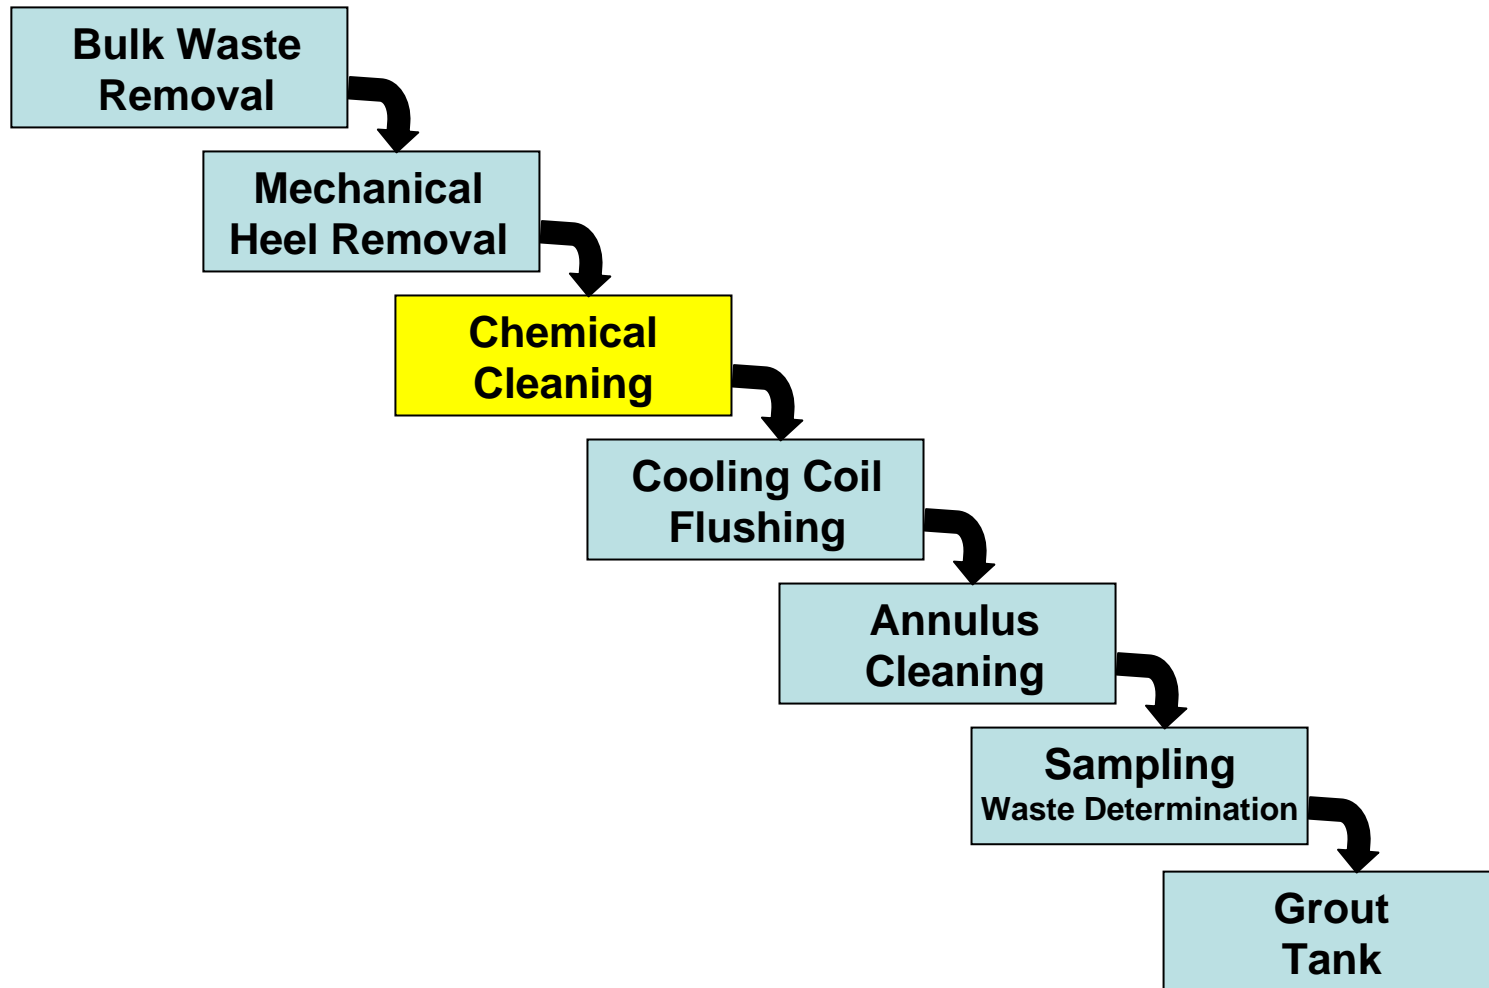 Bulk Waste
Removal
Mechanical
Heel Removal
Chemical
Cleaning
Cooling Coil
Flushing
Annulus
Cleaning
Sampling
Waste Determination
Grout
Tank